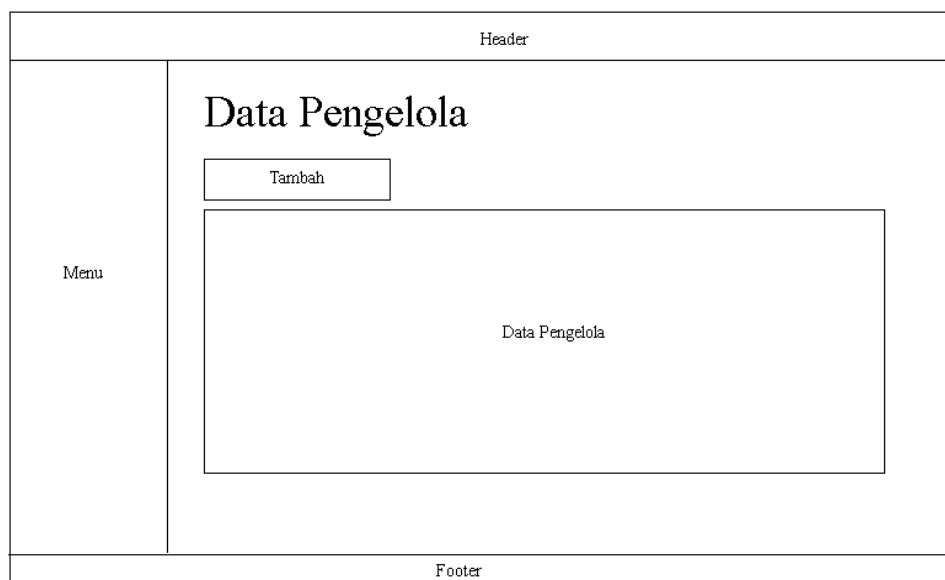 Header
Data Pengelola
Tambah
Menu
Data Pengelola
Footer